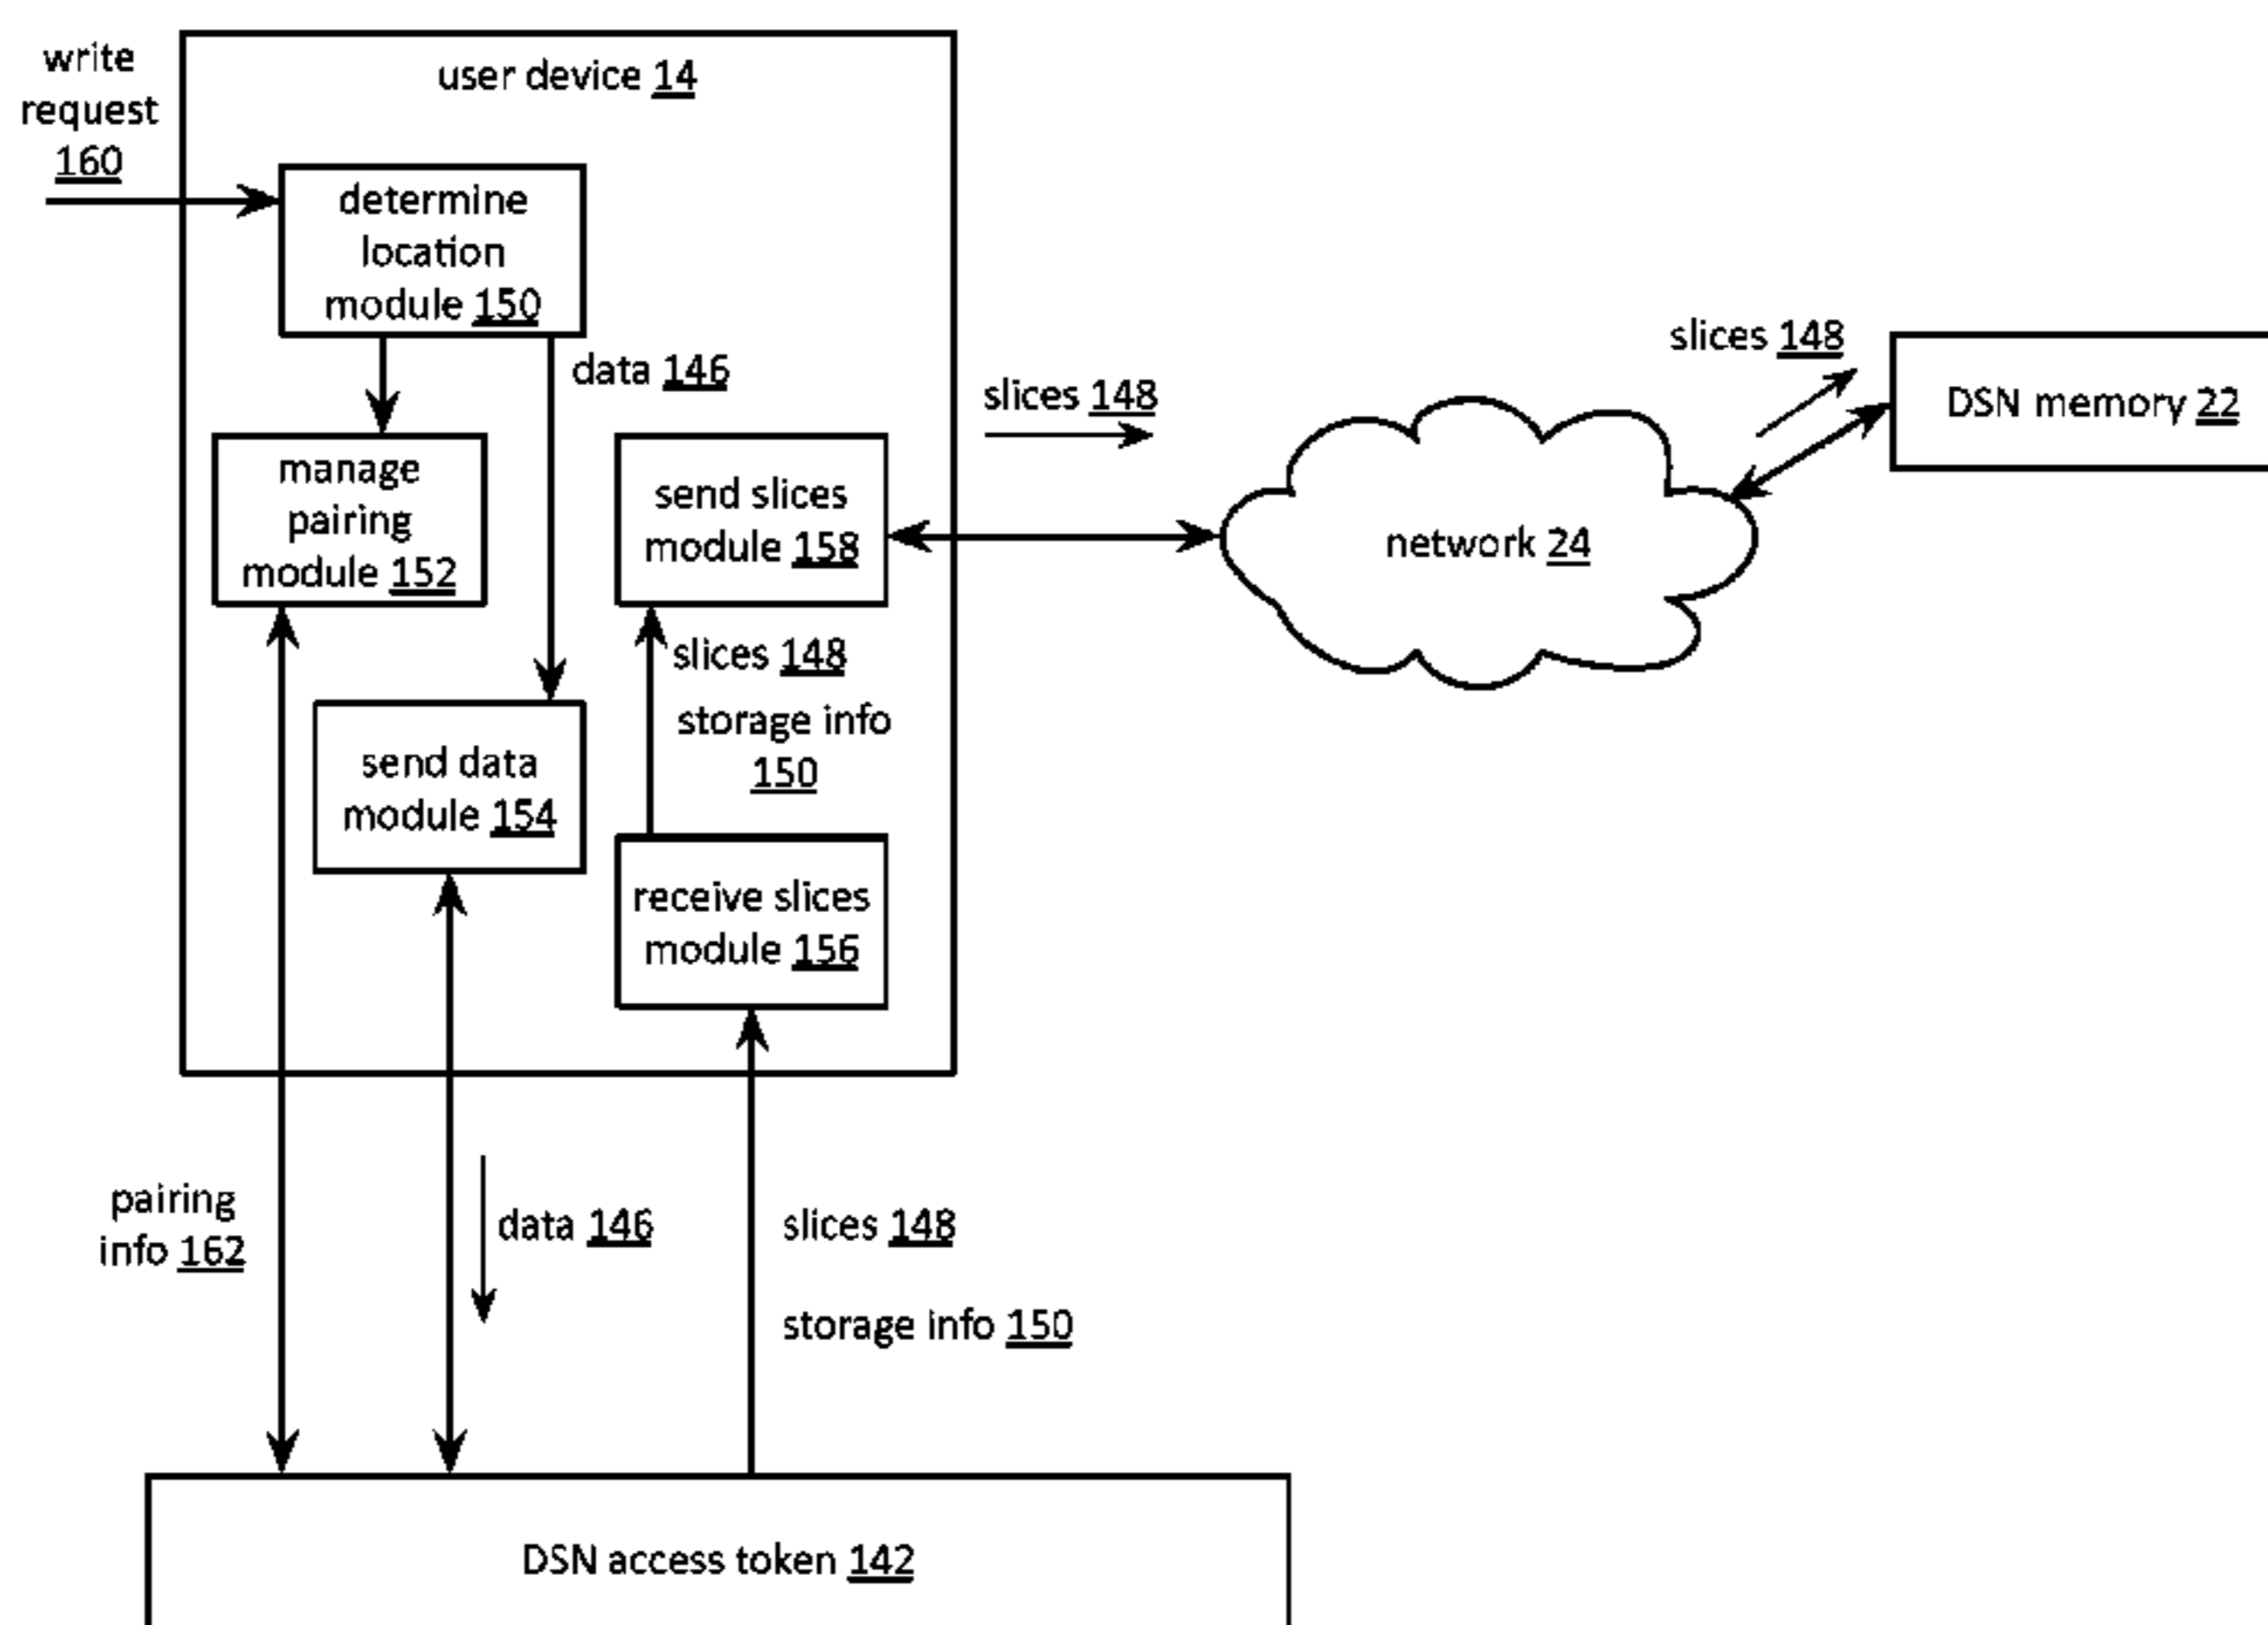 write
request
160
user device 14
determine
location
module 150
data 146
manage
pairing
module 152
send slices
module 158
slices 148
storage info
150
send data
module 154
receive slices
module 156
slices 148
network 24
slices 148
DSN memory 22
pairing
info 162
data 146
slices 148
storage info 150
DSN access token 142